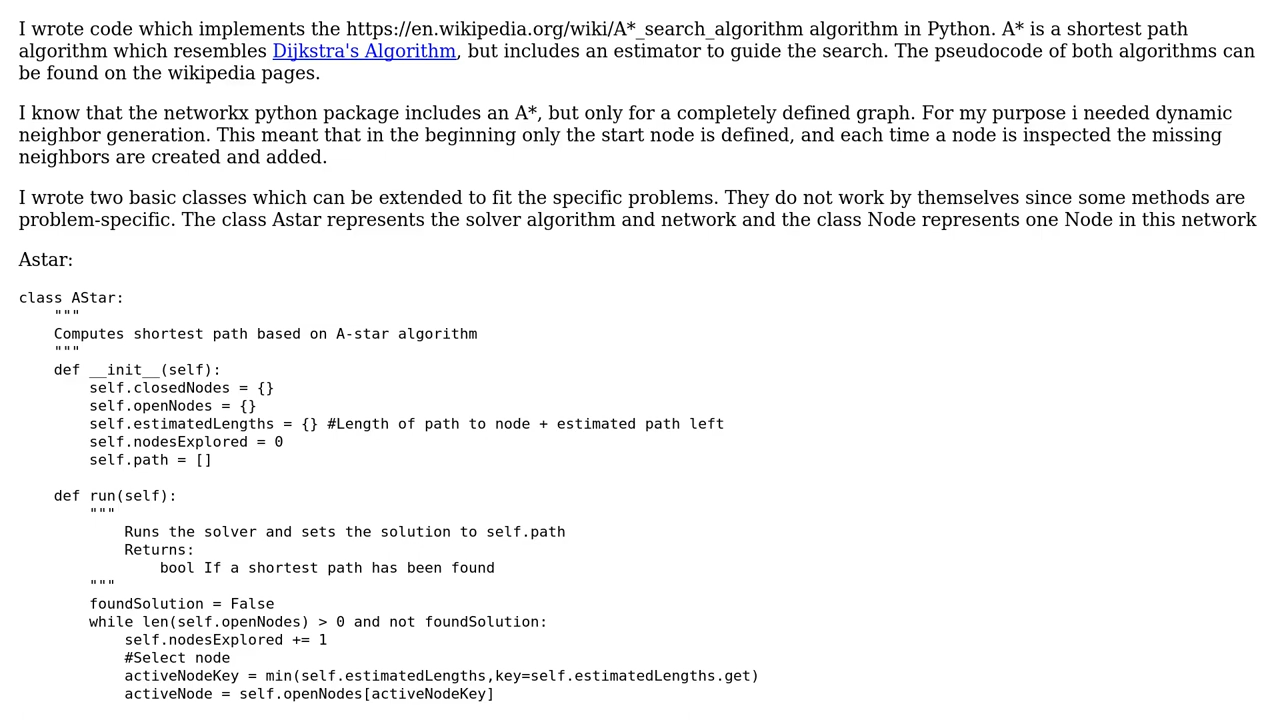 I wrote code which implements the https://en.wikipedia.org/wiki/A*_search_algorithm algorithm in Python. A* is a shortest path
algorithm which resembles Dijkstra's Algorithm, but includes an estimator to guide the search. The pseudocode of both algorithms can
be found on the wikipedia pages.
I know that the networkx python package includes an A*, but only for a completely defined graph. For my purpose i needed dynamic
neighbor generation. This meant that in the beginning only the start node is defined, and each time a node is inspected the missing
neighbors are created and added.
I wrote two basic classes which can be extended to fit the specific problems. They do not work by themselves since some methods are
problem-specific. The class Astar represents the solver algorithm and network and the class Node represents one Node in this network
Astar:
class AStar:
    """
    Computes shortest path based on A-star algorithm
    """
    def __init__(self):
        self.closedNodes = {}
        self.openNodes = {}
        self.estimatedLengths = {} #Length of path to node + estimated path left
        self.nodesExplored = 0
        self.path = []
    def run(self):
        """
            Runs the solver and sets the solution to self.path
            Returns:
                bool If a shortest path has been found
        """
        foundSolution = False
        while len(self.openNodes) > 0 and not foundSolution:
            self.nodesExplored += 1
            #Select node
            activeNodeKey = min(self.estimatedLengths,key=self.estimatedLengths.get)
            activeNode = self.openNodes[activeNodeKey]